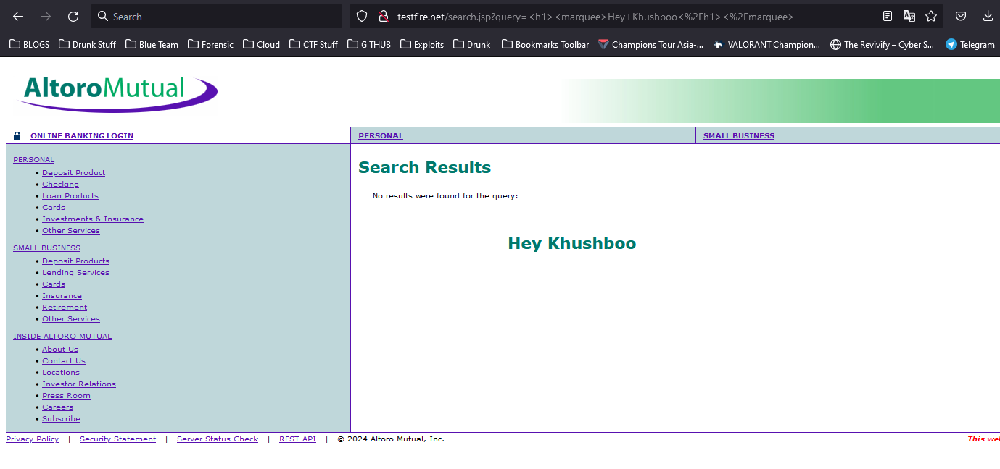 Search
testfire.net/search.jsp?query=<h1><marquee>Hey+Khushboo<%2Fh1><%2Fmarquee>
BLOGS Drunk Stuff Blue Team Forensic Cloud CTF Stuff GITHUB Exploits Drunk Bookmarks Toolbar Champions Tour Asia-... VALORANT Champion... The Revivify – Cyber S... Telegram
AltoroMutual
ONLINE BANKING LOGIN PERSONAL SMALL BUSINESS
PERSONAL
• Deposit Product
• Checking
• Loan Products
• Cards
• Investments & Insurance
• Other Services
SMALL BUSINESS
• Deposit Products
• Lending Services
• Cards
• Insurance
• Retirement
• Other Services
INSIDE ALTORO MUTUAL
• About Us
• Contact Us
• Locations
• Investor Relations
• Press Room
• Careers
• Subscribe
Search Results
No results were found for the query:
Hey Khushboo
Privacy Policy | Security Statement | Server Status Check | REST API | © 2024 Altoro Mutual, Inc.
This